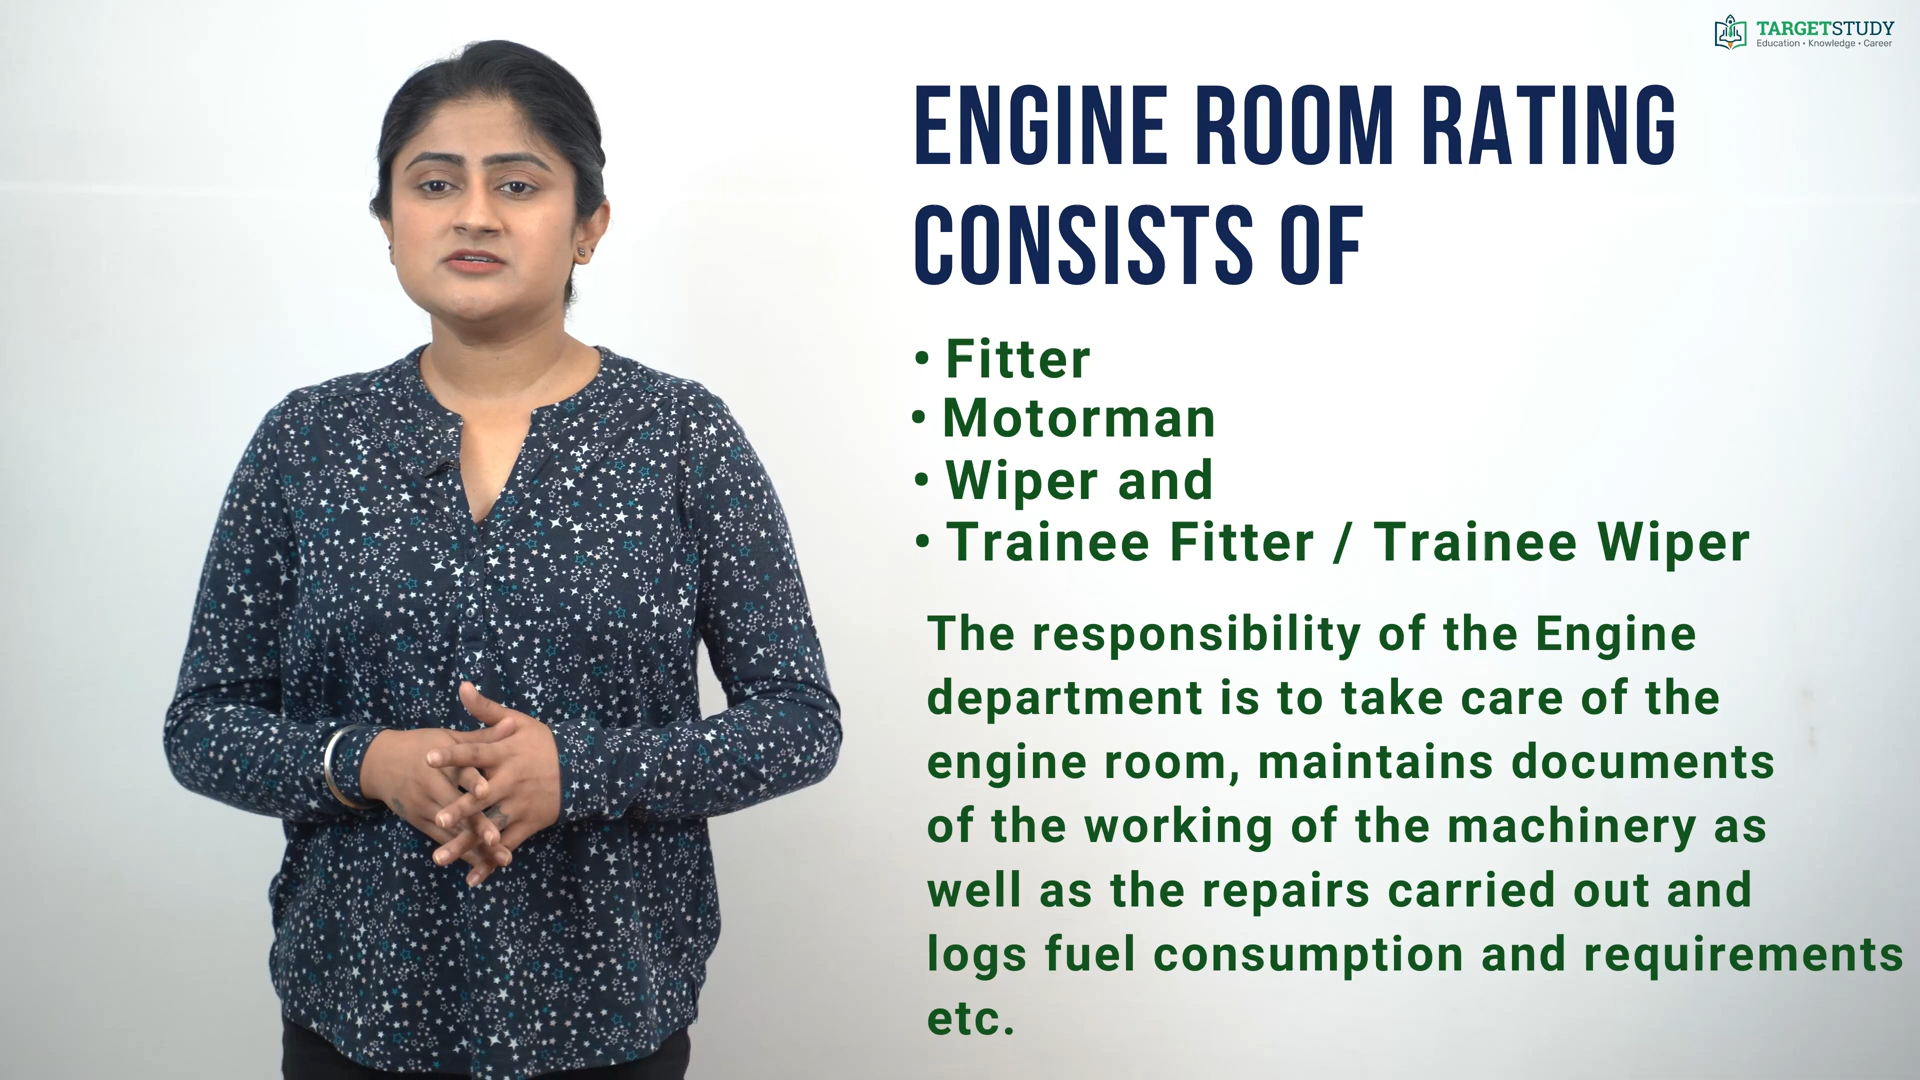 TARGETSTUDY
Education • Knowledge • Career
ENGINE ROOM RATING
CONSISTS OF
• Fitter
• Motorman
• Wiper and
• Trainee Fitter / Trainee Wiper
The responsibility of the Engine
department is to take care of the
engine room, maintains documents
of the working of the machinery as
well as the repairs carried out and
logs fuel consumption and requirements
etc.